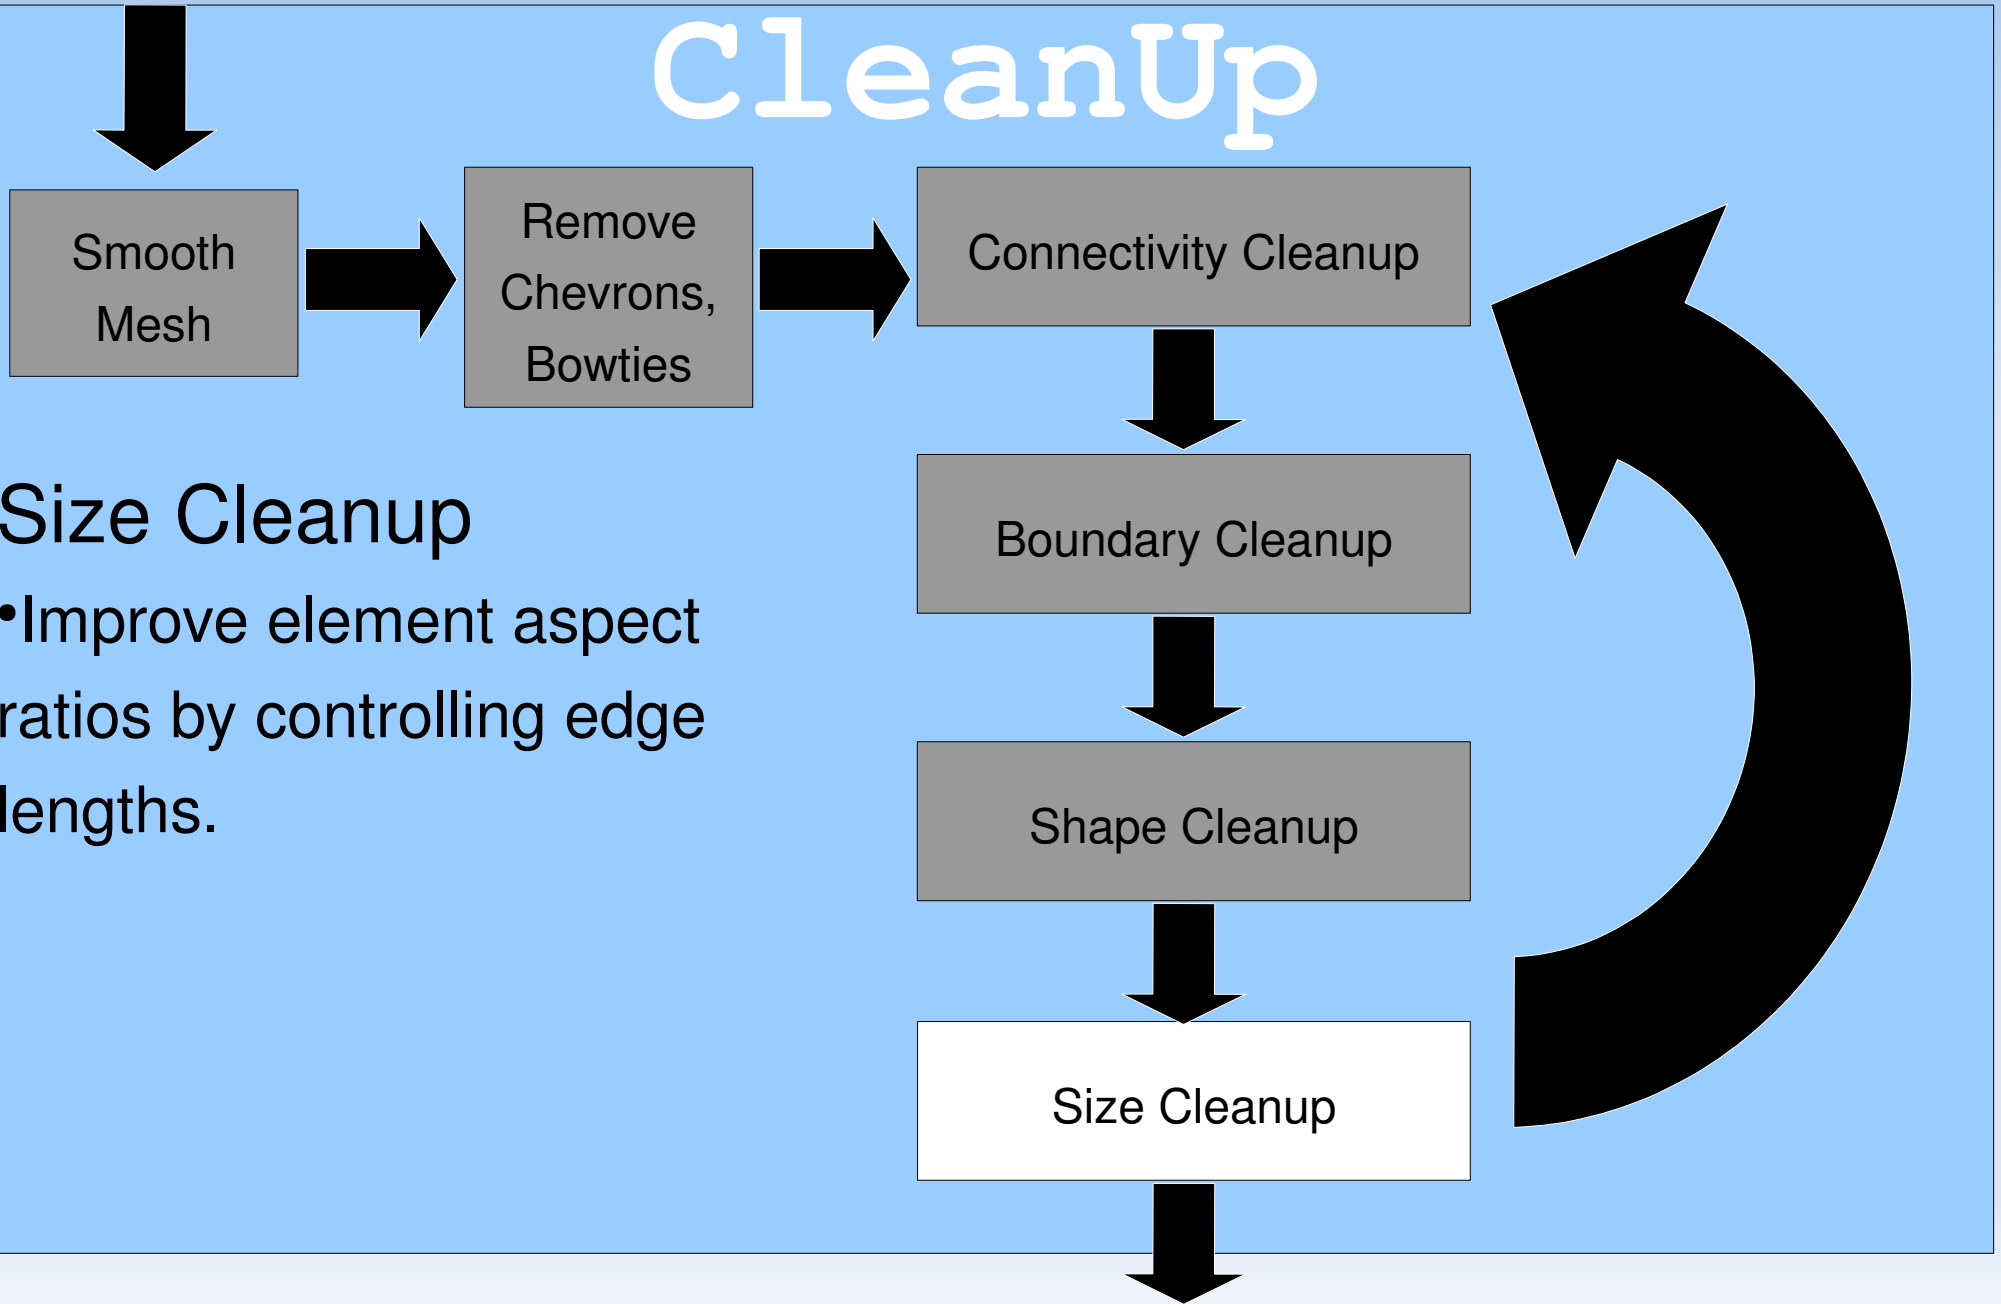 CleanUp
Smooth
Mesh
Remove
Chevrons,
Bowties
Connectivity Cleanup
Size Cleanup
•Improve element aspect
ratios by controlling edge
lengths.
Boundary Cleanup
Shape Cleanup
Size Cleanup